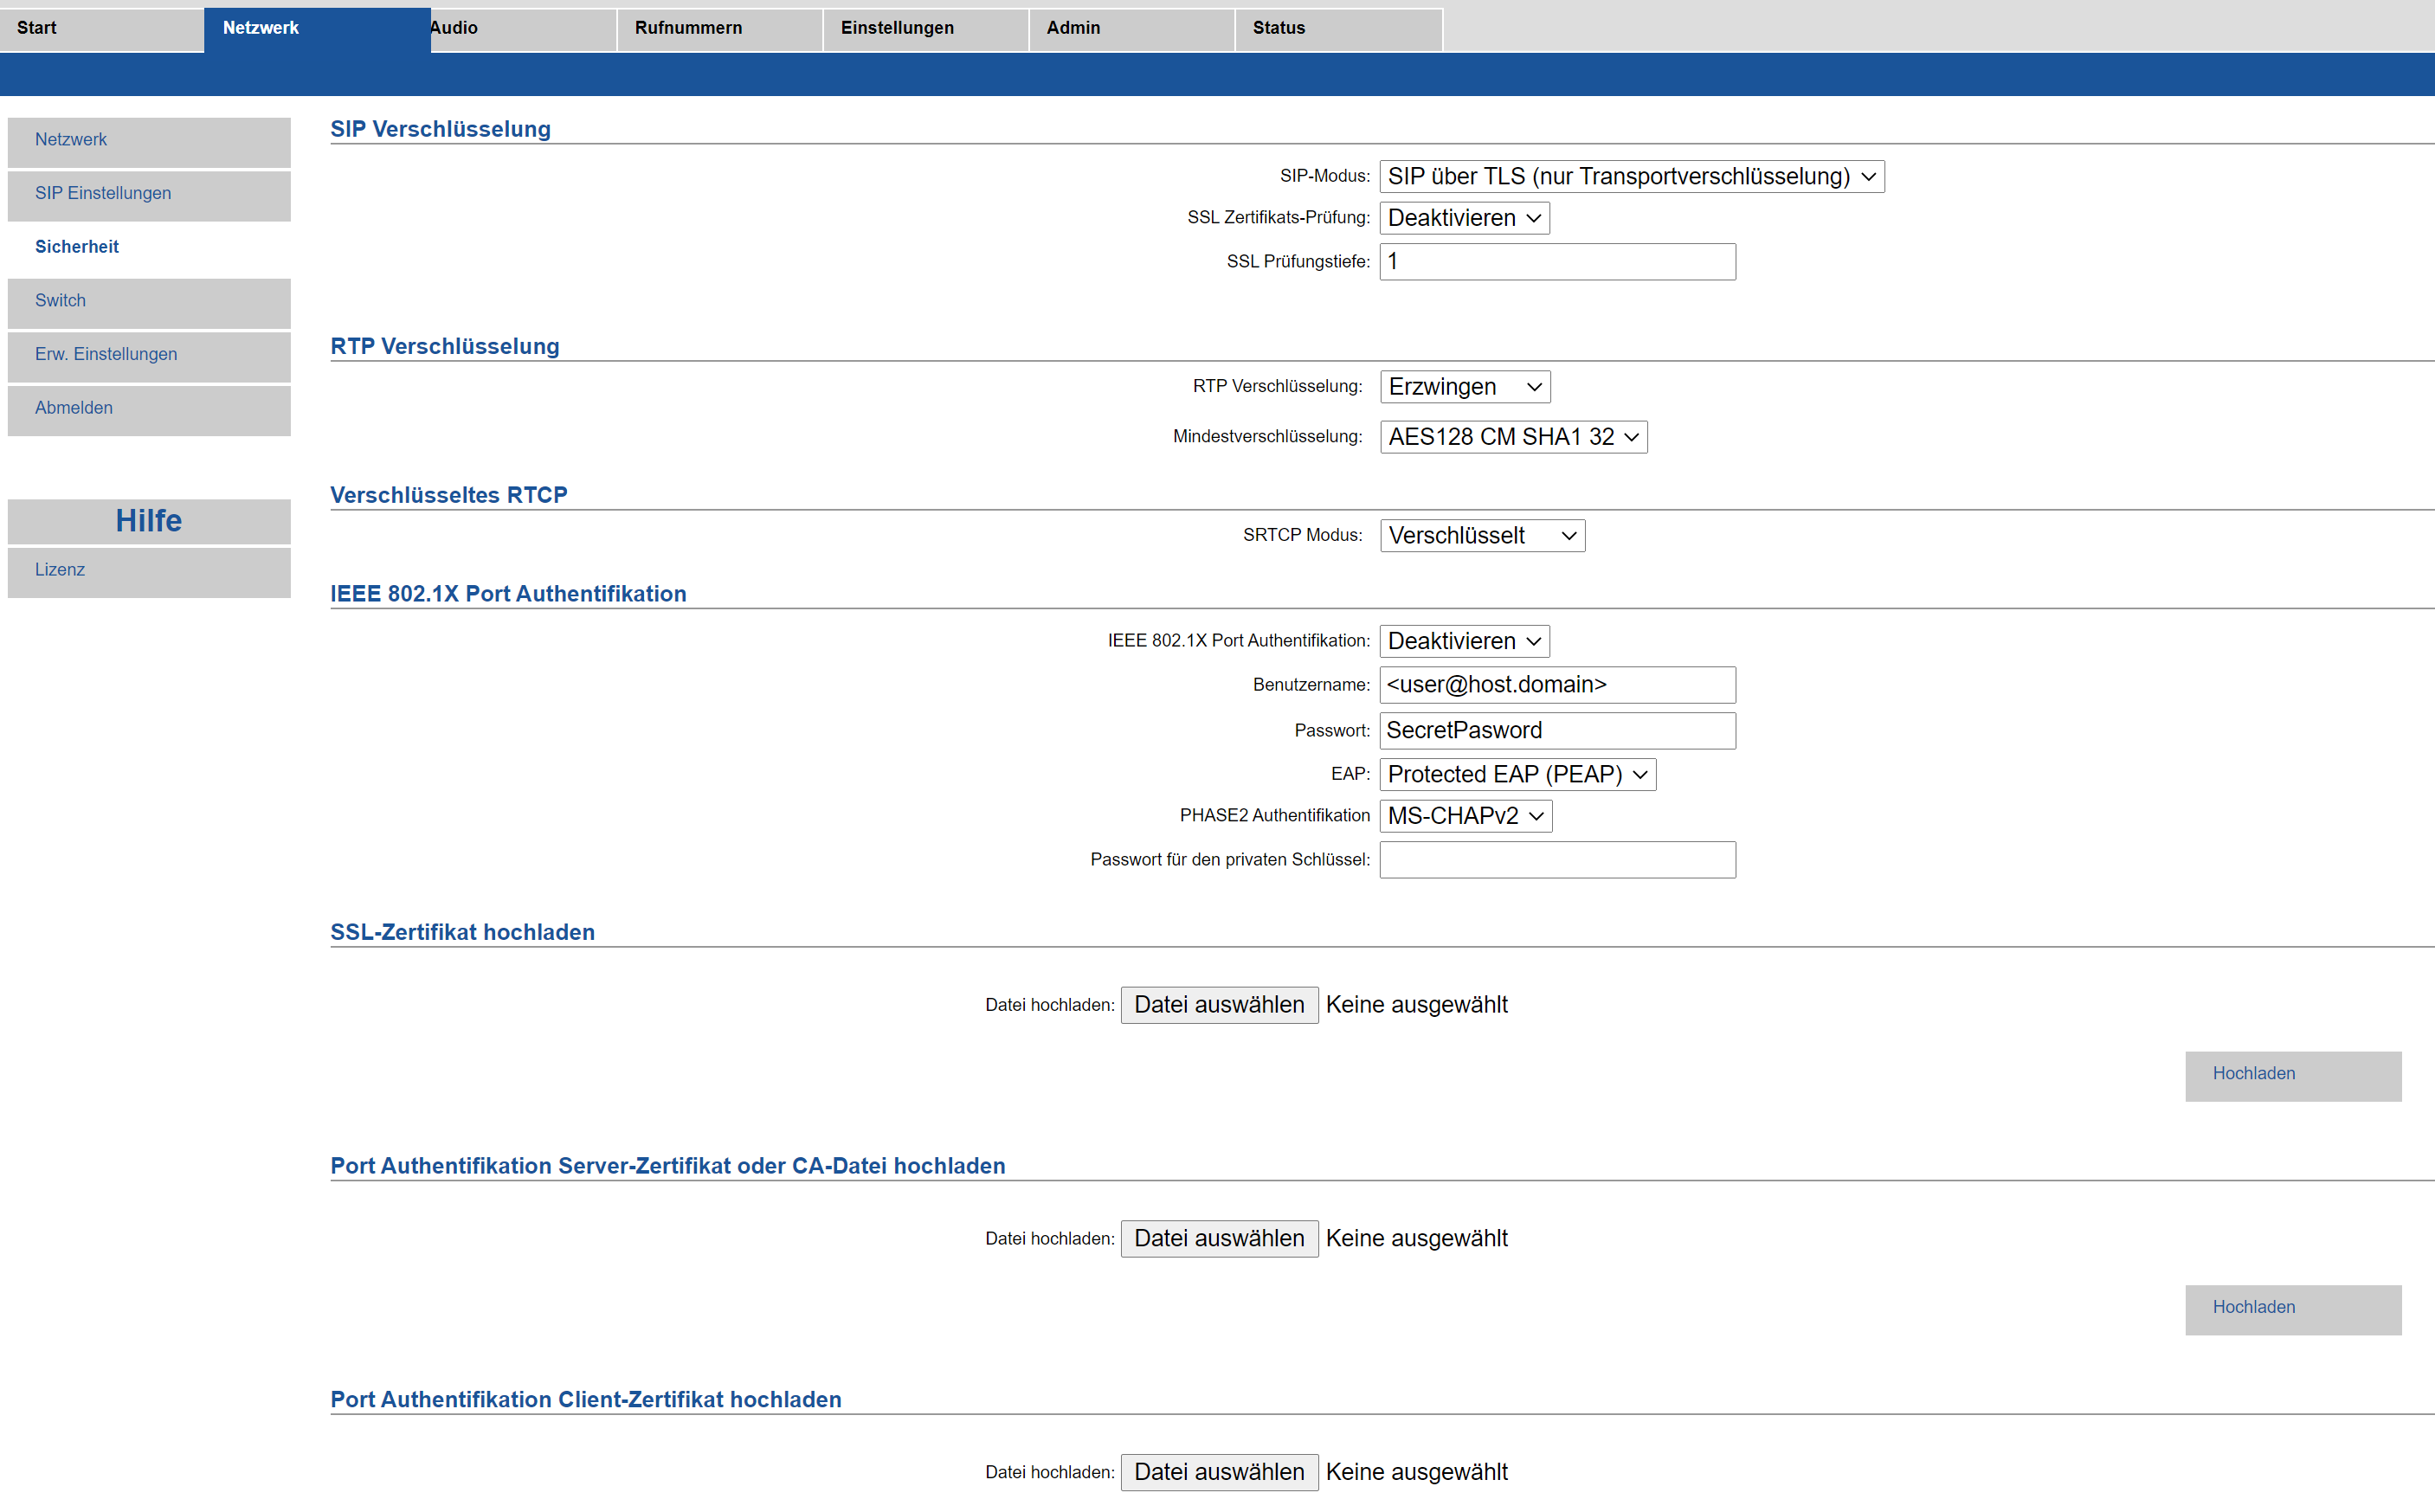 Start Netzwerk Audio Rufnummern Einstellungen Admin Status
Netzwerk
SIP Einstellungen
Sicherheit
Switch
Erw. Einstellungen
Abmelden
Hilfe
Lizenz
SIP Verschlüsselung
SIP-Modus: SIP über TLS (nur Transportverschlüsselung)
SSL Zertifikats-Prüfung: Deaktivieren
SSL Prüfungstiefe: 1
RTP Verschlüsselung
RTP Verschlüsselung: Erzwingen
Mindestverschlüsselung: AES128 CM SHA1 32
Verschlüsseltes RTCP
SRTCP Modus: Verschlüsselt
IEEE 802.1X Port Authentifikation
IEEE 802.1X Port Authentifikation: Deaktivieren
Benutzername: <user@host.domain>
Passwort: SecretPasword
EAP: Protected EAP (PEAP)
PHASE2 Authentifikation MS-CHAPv2
Passwort für den privaten Schlüssel:
SSL-Zertifikat hochladen
Datei hochladen: Datei auswählen Keine ausgewählt
Hochladen
Port Authentifikation Server-Zertifikat oder CA-Datei hochladen
Datei hochladen: Datei auswählen Keine ausgewählt
Hochladen
Port Authentifikation Client-Zertifikat hochladen
Datei hochladen: Datei auswählen Keine ausgewählt